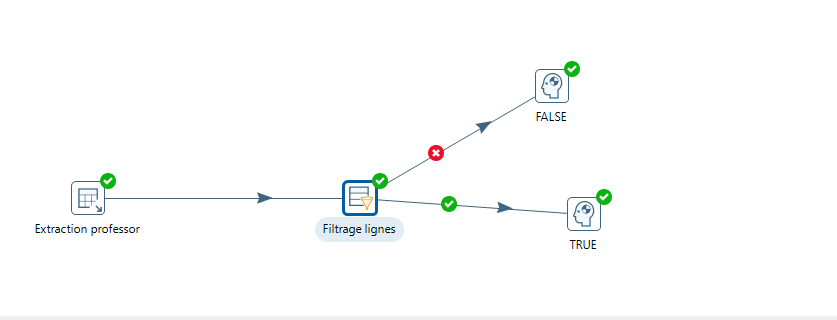 FALSE
Extraction professor
Filtrage lignes
TRUE